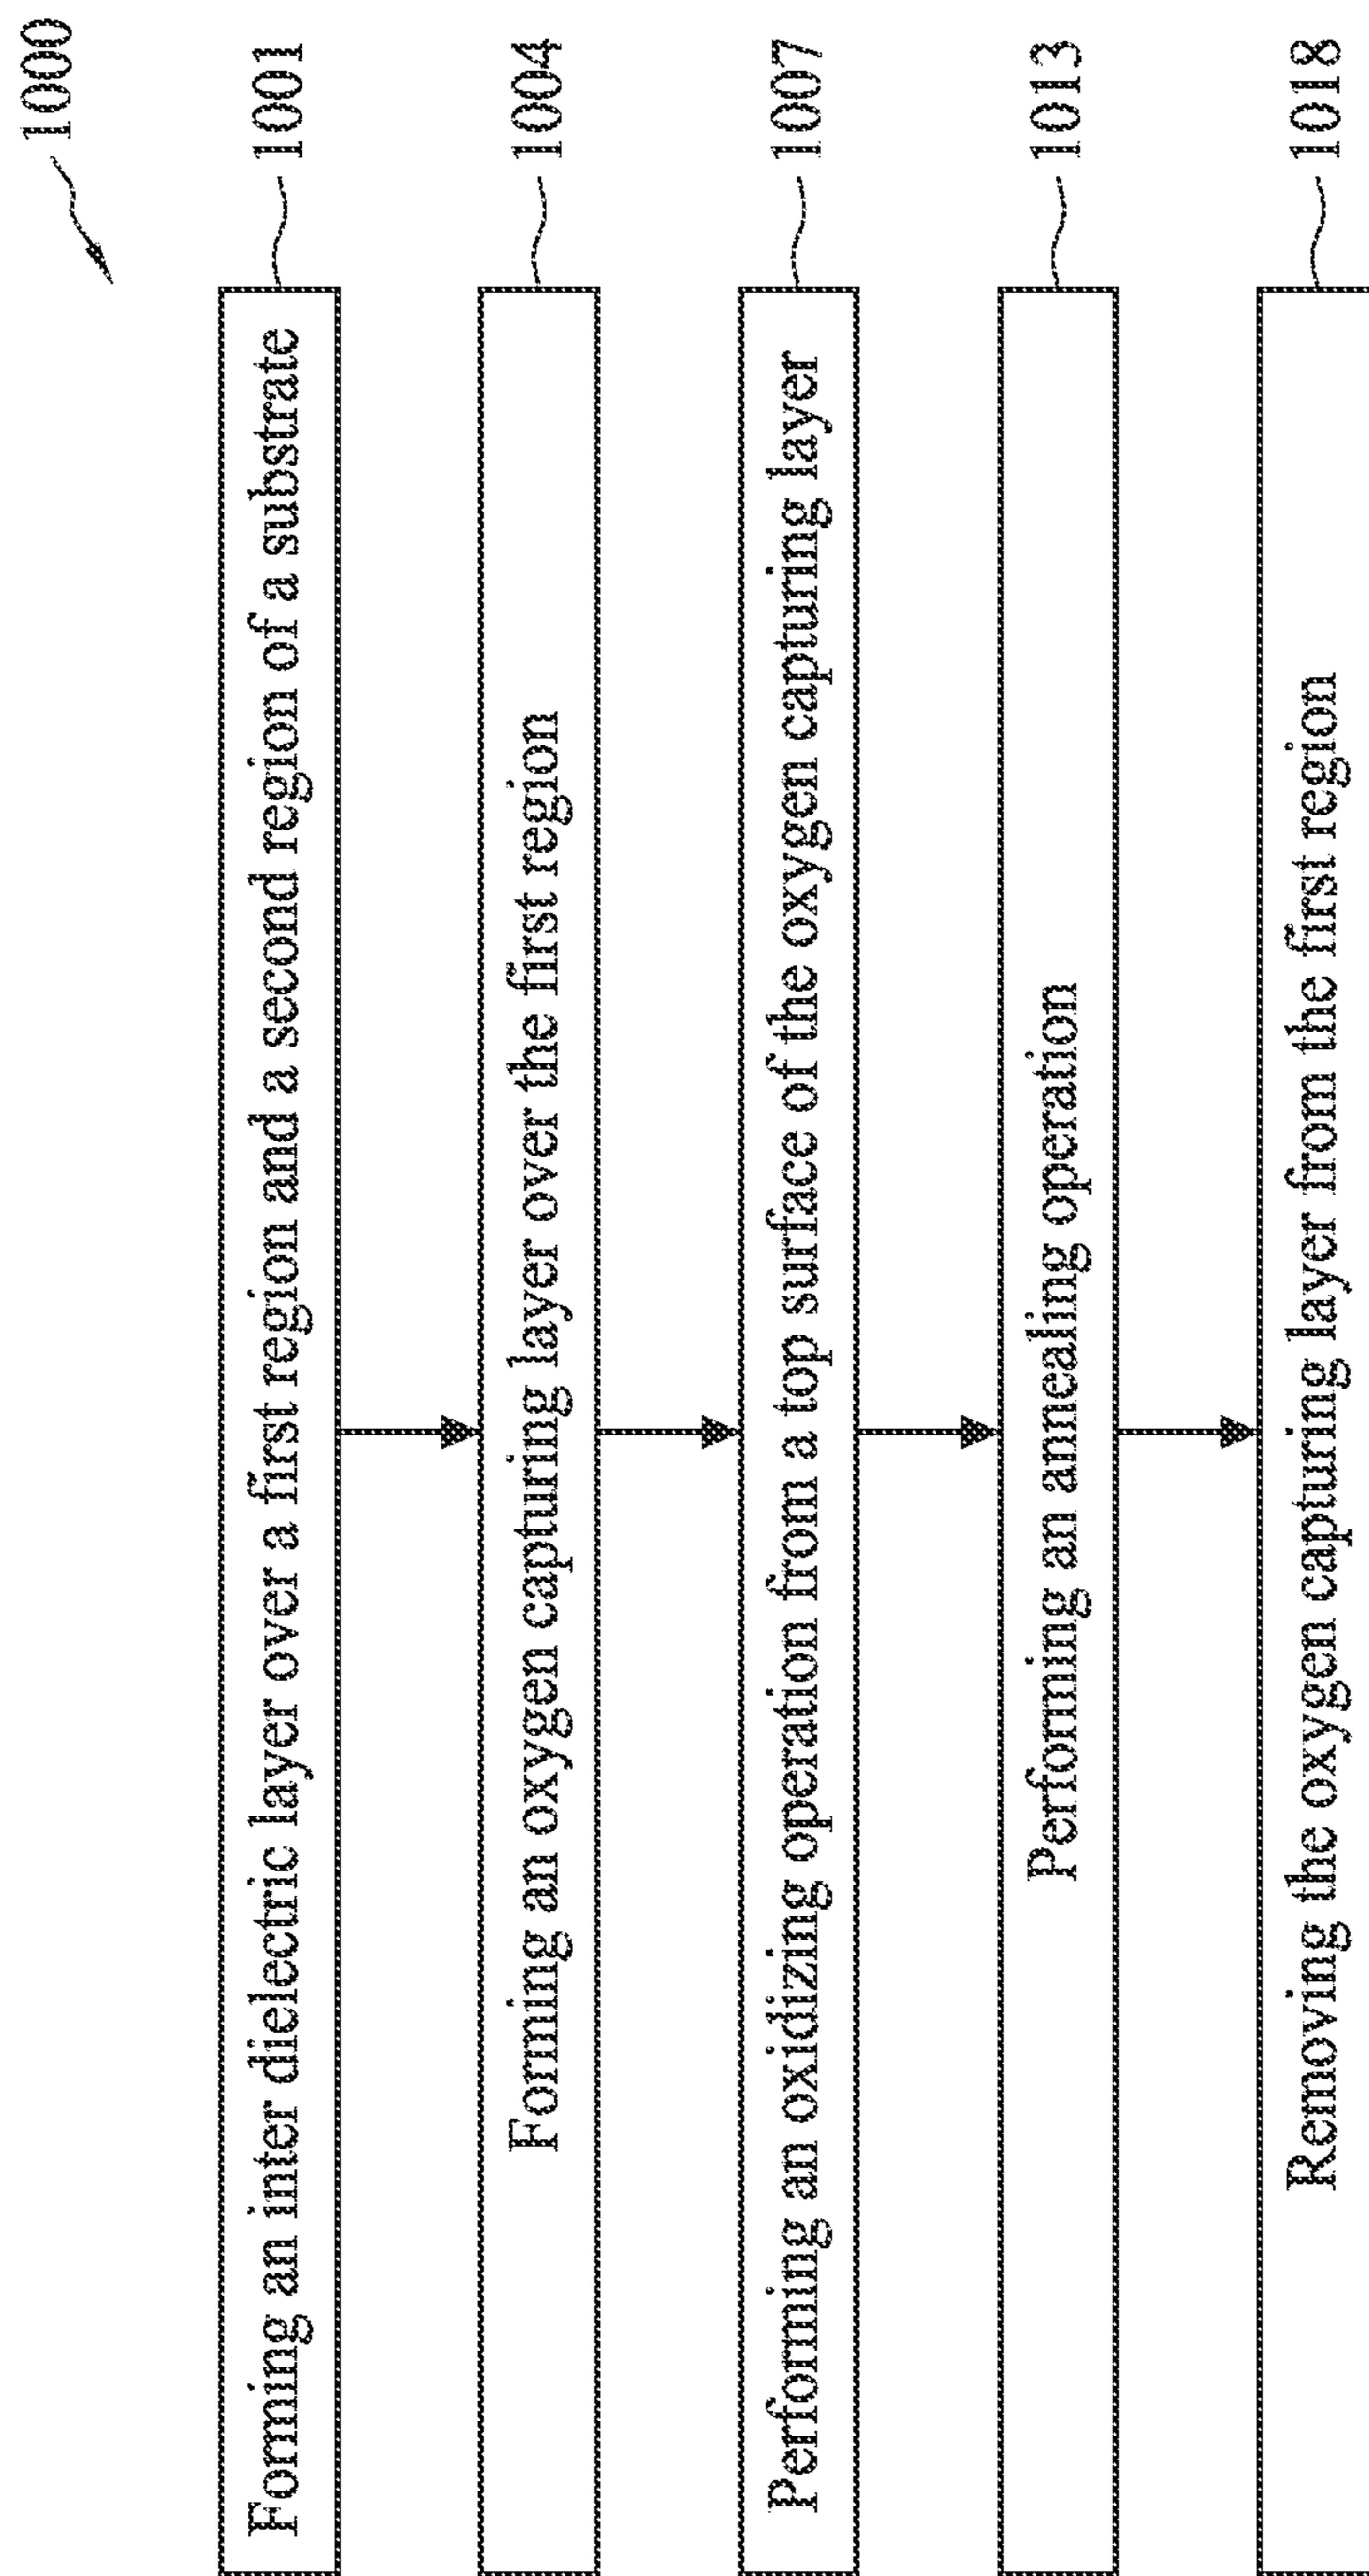 1000
Forming an inter dielectric layer over a first region and a second region of a substrate
1001
Forming an oxygen capturing layer over the first region
1004
Performing an oxidizing operation from a top surface of the oxygen capturing layer
1007
Performing an annealing operation
1013
Removing the oxygen capturing layer from the first region
1018